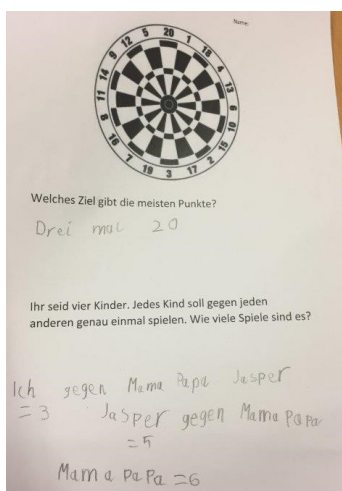 Name:
5 20 1
12 18
9 4
14 13
11 6
8 10
16 15
7 2
19 3 17
Welches Ziel gibt die meisten Punkte?
Drei mal 20
Ihr seid vier Kinder. Jedes Kind soll gegen jeden
anderen genau einmal spielen. Wie viele Spiele sind es?
Ich gegen Mama Papa Jasper
= 3 Jasper gegen Mama Papa
= 5
Mama Papa = 6